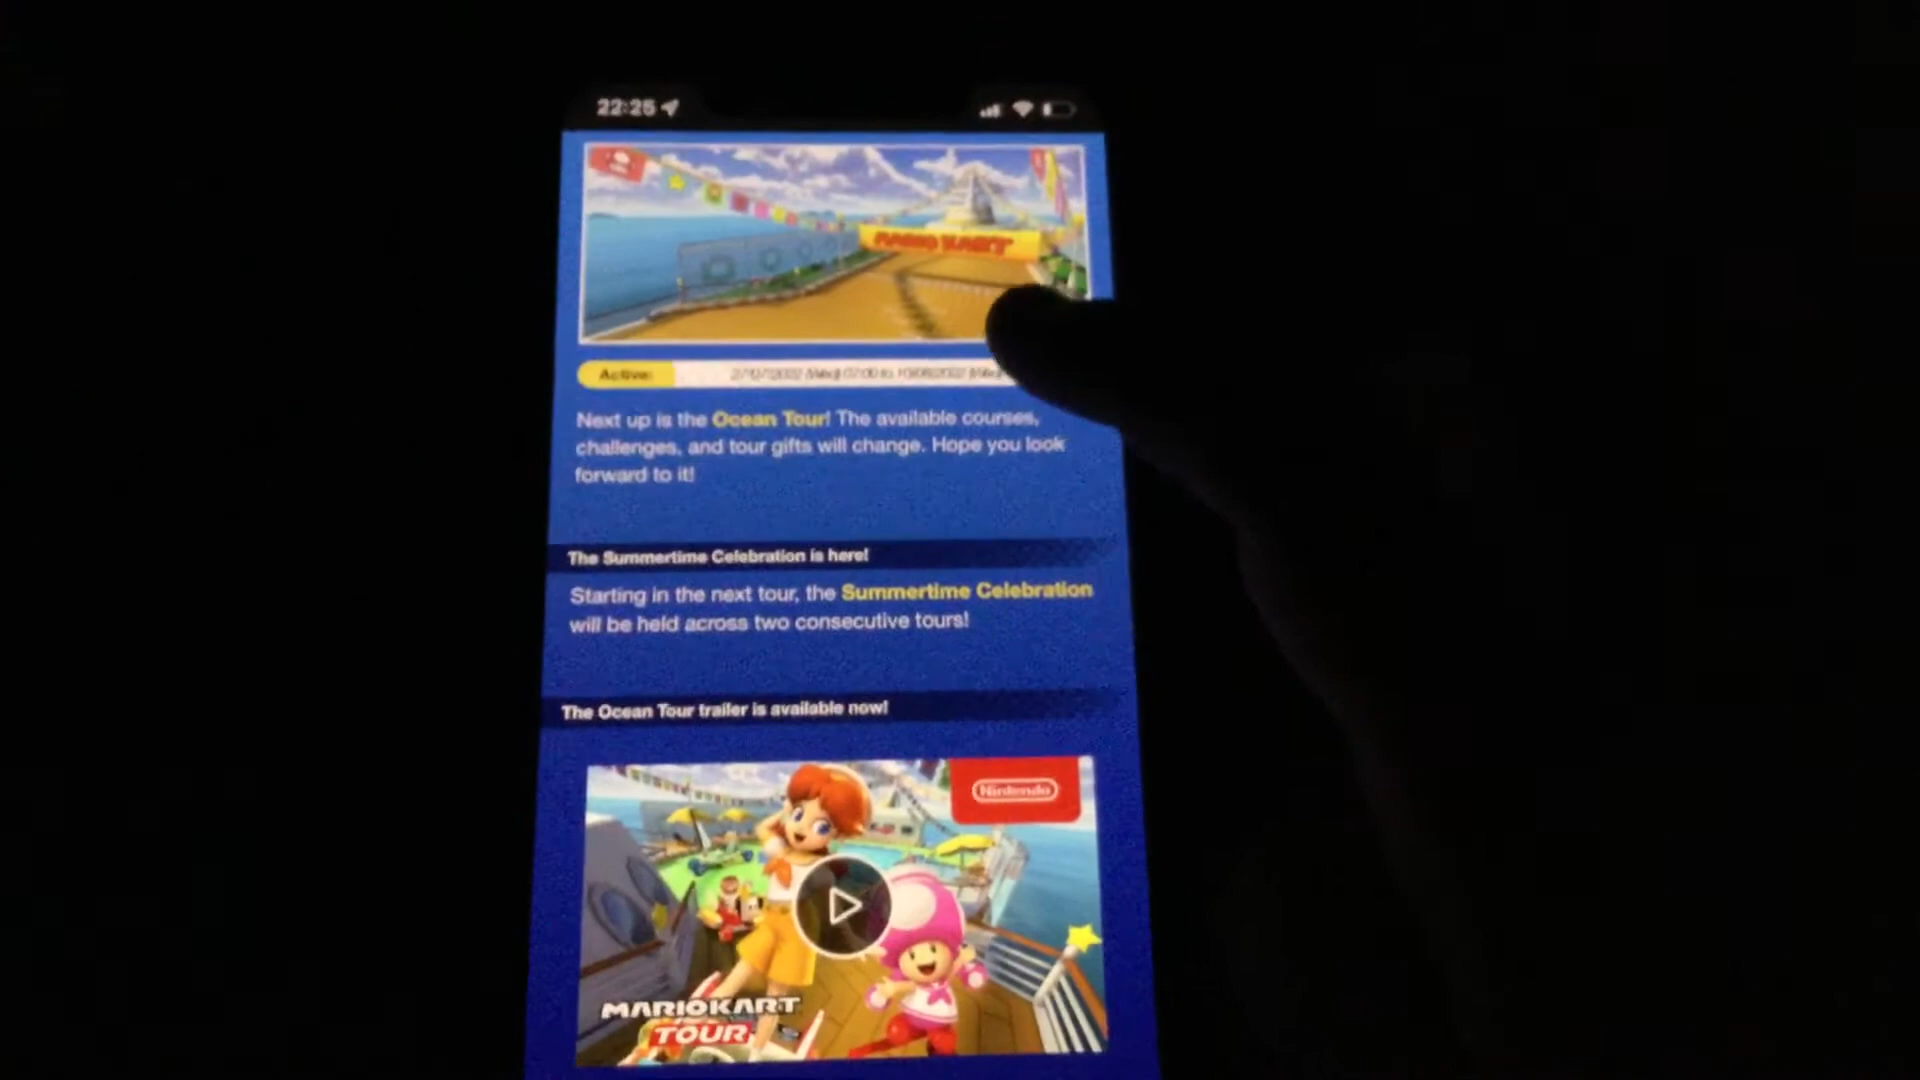 22:25
MARIO KART
Active:
Next up is the Ocean Tour! The available courses,
challenges, and tour gifts will change. Hope you look
forward to it!
The Summertime Celebration is here!
Starting in the next tour, the Summertime Celebration
will be held across two consecutive tours!
The Ocean Tour trailer is available now!
Nintendo
MARIOKART
TOUR